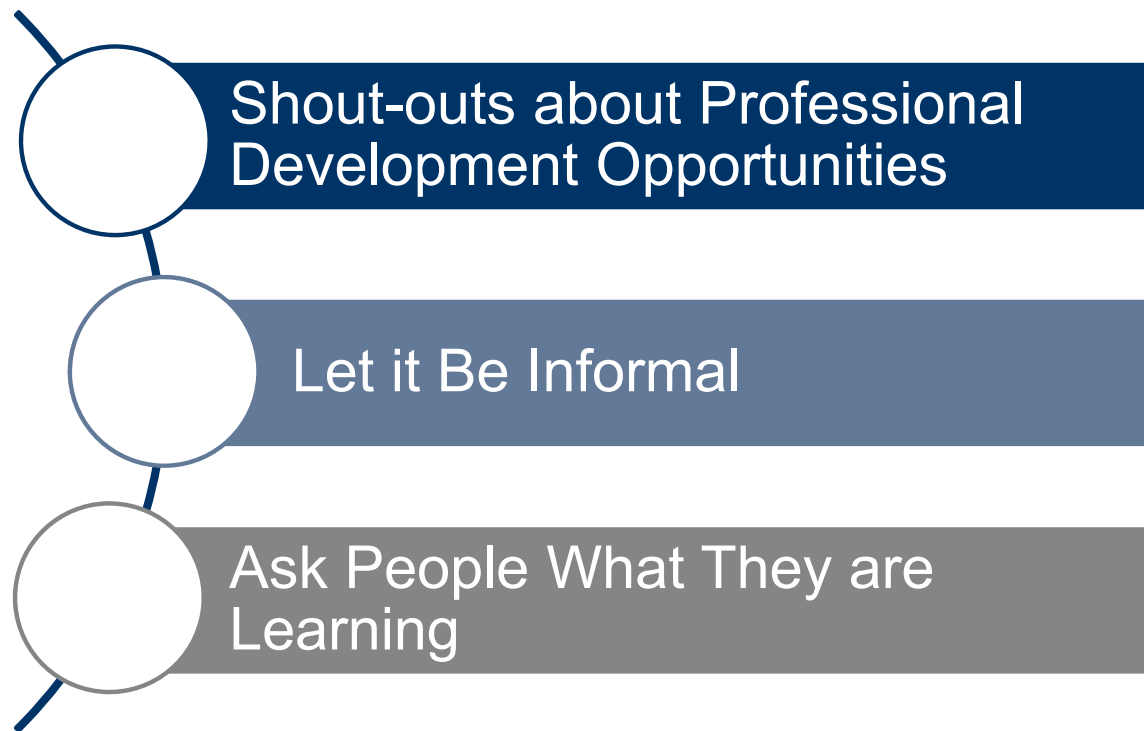 Shout-outs about Professional
Development Opportunities
Let it Be Informal
Ask People What They are
Learning